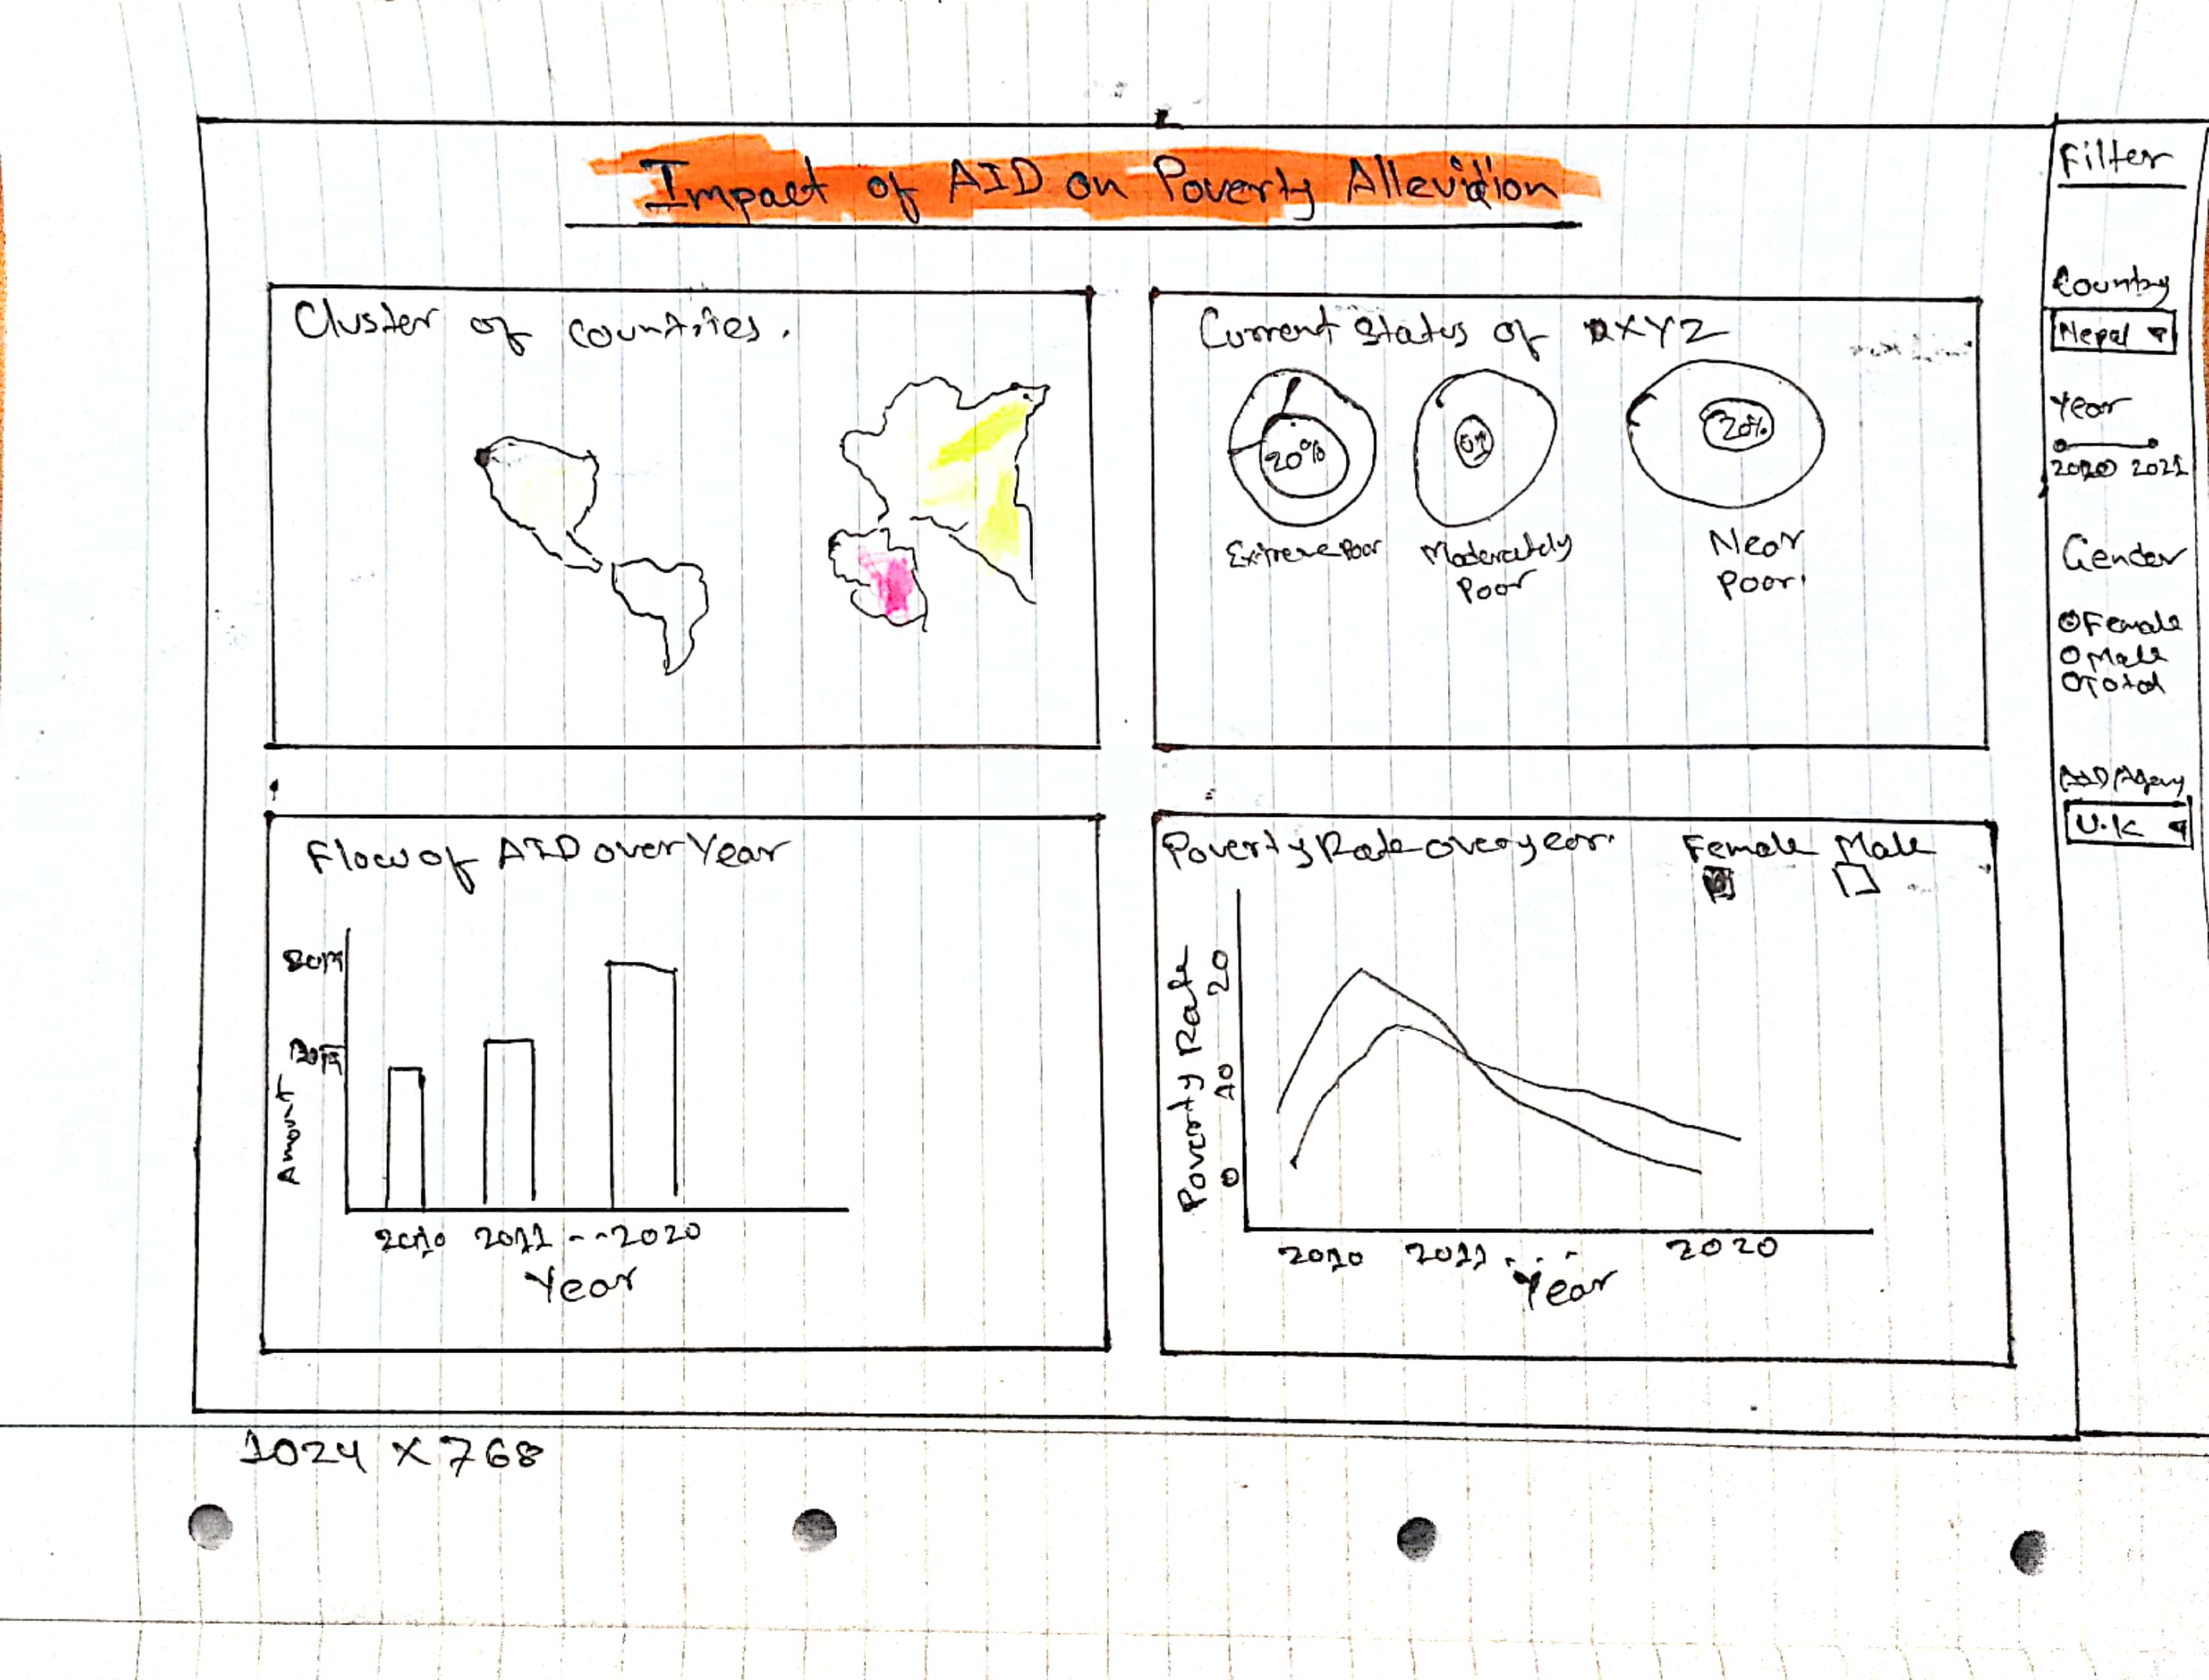 Impact of AID on Poverty Alleviation
Filter
Country
Nepal
Year
2020 2021
Gender
Female
Male
Total
AID Agency
U.K
Cluster of countries.
Current status of XYZ
20%
20%
Extreme Poor
Moderately
Poor
Near
Poor
Flow of AID over Year
Amount
2010 2011 -- 2020
Year
Poverty Rate over year.
Female Male
Poverty Rate
20
10
0
2010 2011 . . - 2020
Year
1024 X 768